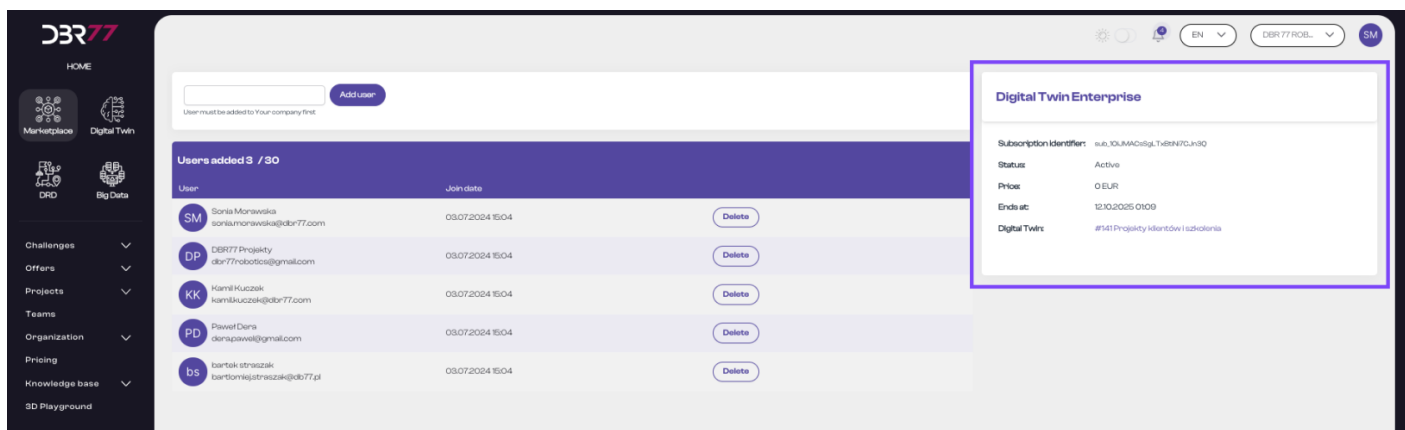 DBR77
HOME
Marketplace
Digital Twin
DRD
Big Data
Challenges
Offers
Projects
Teams
Organization
Pricing
Knowledge base
3D Playground
4
EN
DBR77 ROB...
SM
Add user
User must be added to Your company first
Users added 3 / 30
User Join date
SM Sonia Morawska
sonia.morawska@dbr77.com 03.07.2024 15:04 Delete
DP DBR77 Projekty
dbr77robotics@gmail.com 03.07.2024 15:04 Delete
KK Kamil Kuczek
kamil.kuczek@dbr77.com 03.07.2024 15:04 Delete
PD Paweł Dera
dera.pawel@gmail.com 03.07.2024 15:04 Delete
bs bartek straszak
bartlomiej.straszak@db77.pl 03.07.2024 15:04 Delete
Digital Twin Enterprise
Subscription identifier:
Status: Active
Price: 0 EUR
Ends at: 12.10.2025 01:09
Digital Twin: #141 Projekty klientów i szkolenia